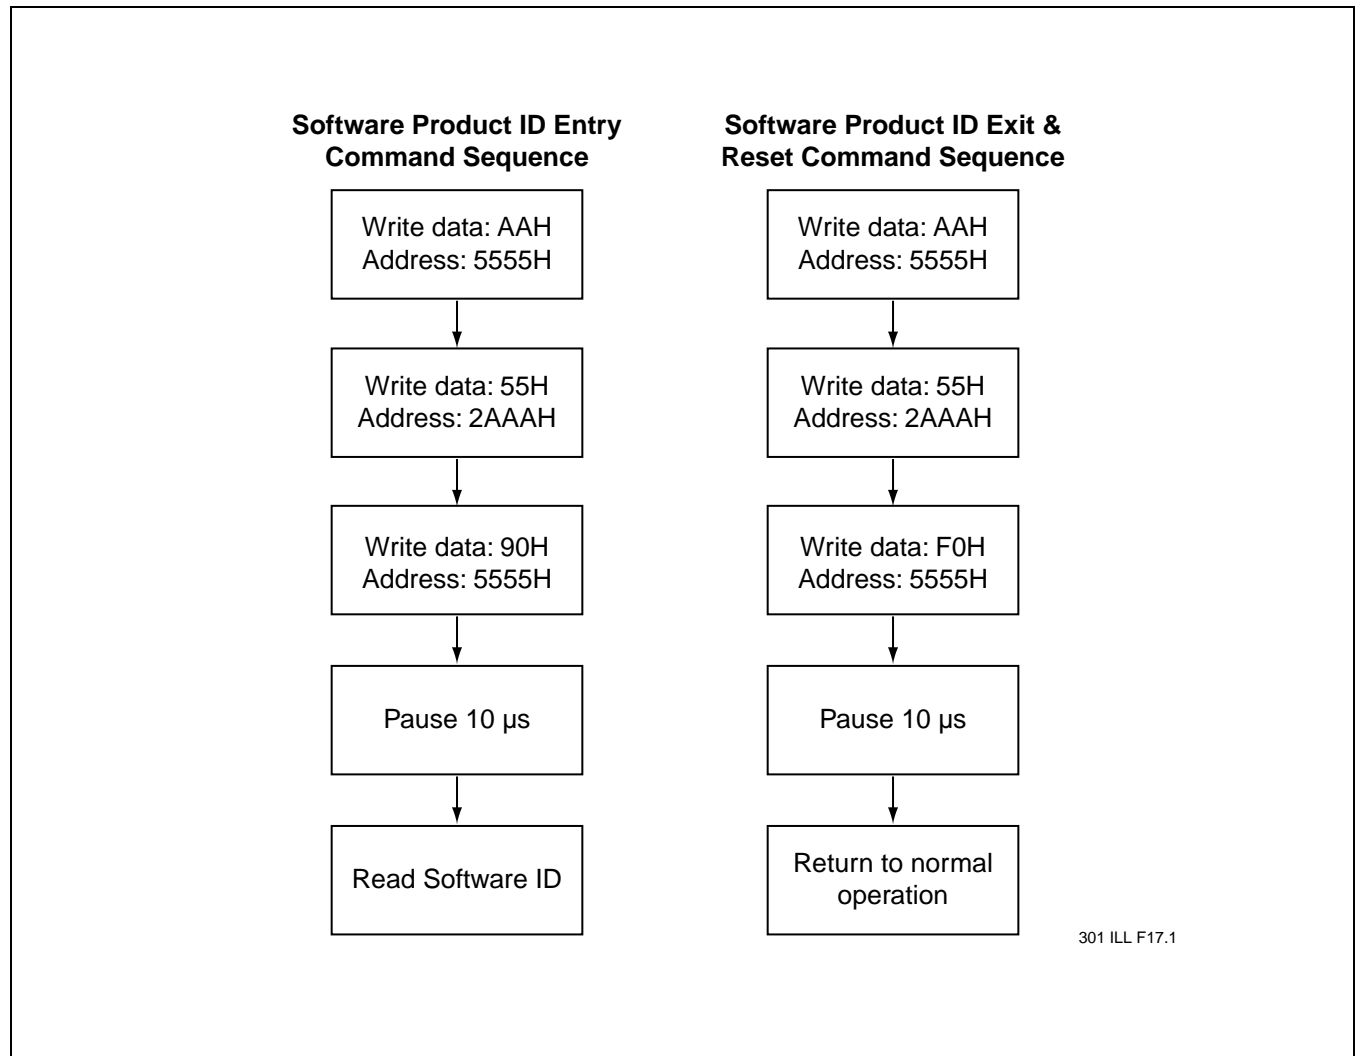 Software Product ID Entry
Command Sequence
Write data: AAH
Address: 5555H
Write data: 55H
Address: 2AAAH
Write data: 90H
Address: 5555H
Pause 10 µs
Read Software ID
Software Product ID Exit &
Reset Command Sequence
Write data: AAH
Address: 5555H
Write data: 55H
Address: 2AAAH
Write data: F0H
Address: 5555H
Pause 10 µs
Return to normal
operation
301 ILL F17.1